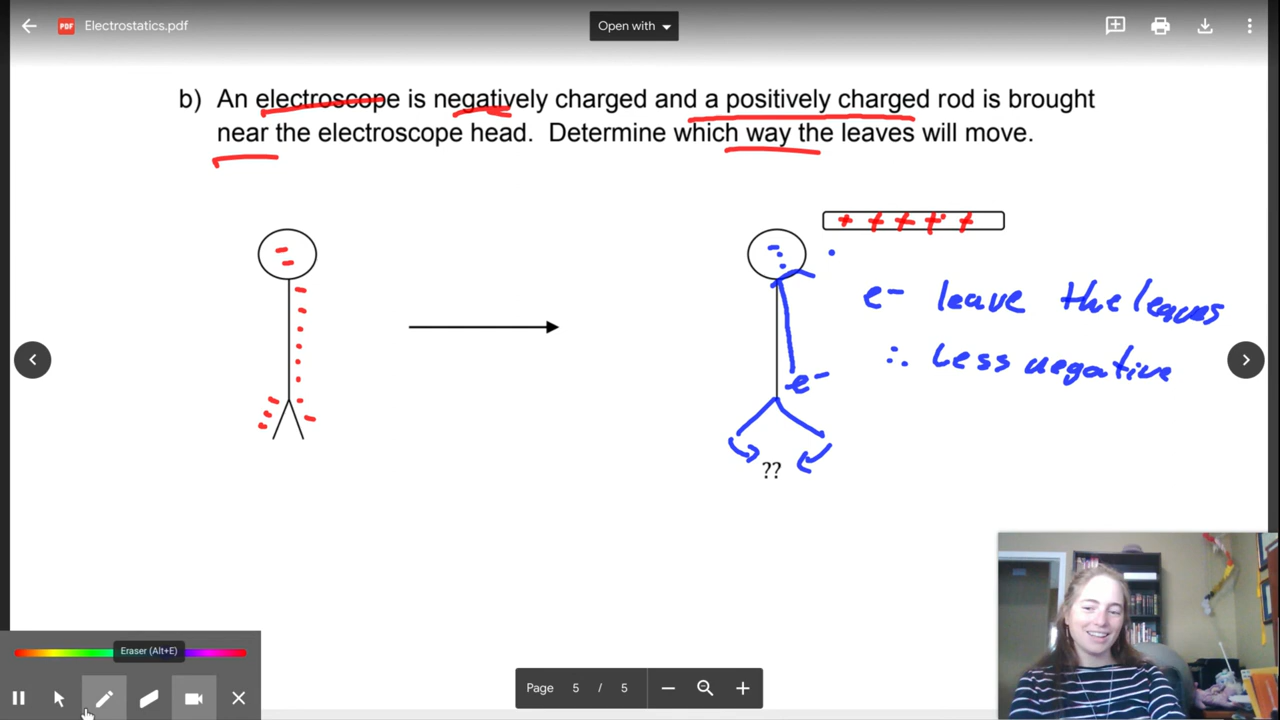 PDF Electrostatics.pdf
Open with
b) An electroscope is negatively charged and a positively charged rod is brought
near the electroscope head. Determine which way the leaves will move.
+ + + + +
e- leave the leaves
∴ Less negative
e-
??
Eraser (Alt+E)
Page 5 / 5